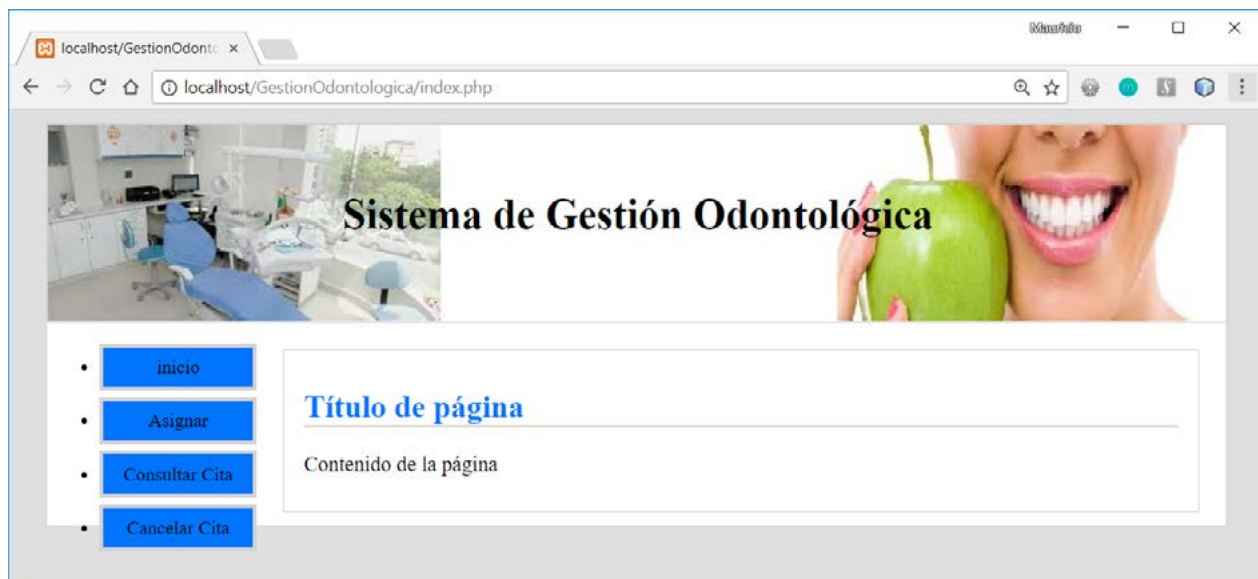 Mauricio
localhost/GestionOdonto
localhost/GestionOdontologica/index.php
Sistema de Gestión Odontológica
inicio
Asignar
Consultar Cita
Cancelar Cita
Título de página
Contenido de la página